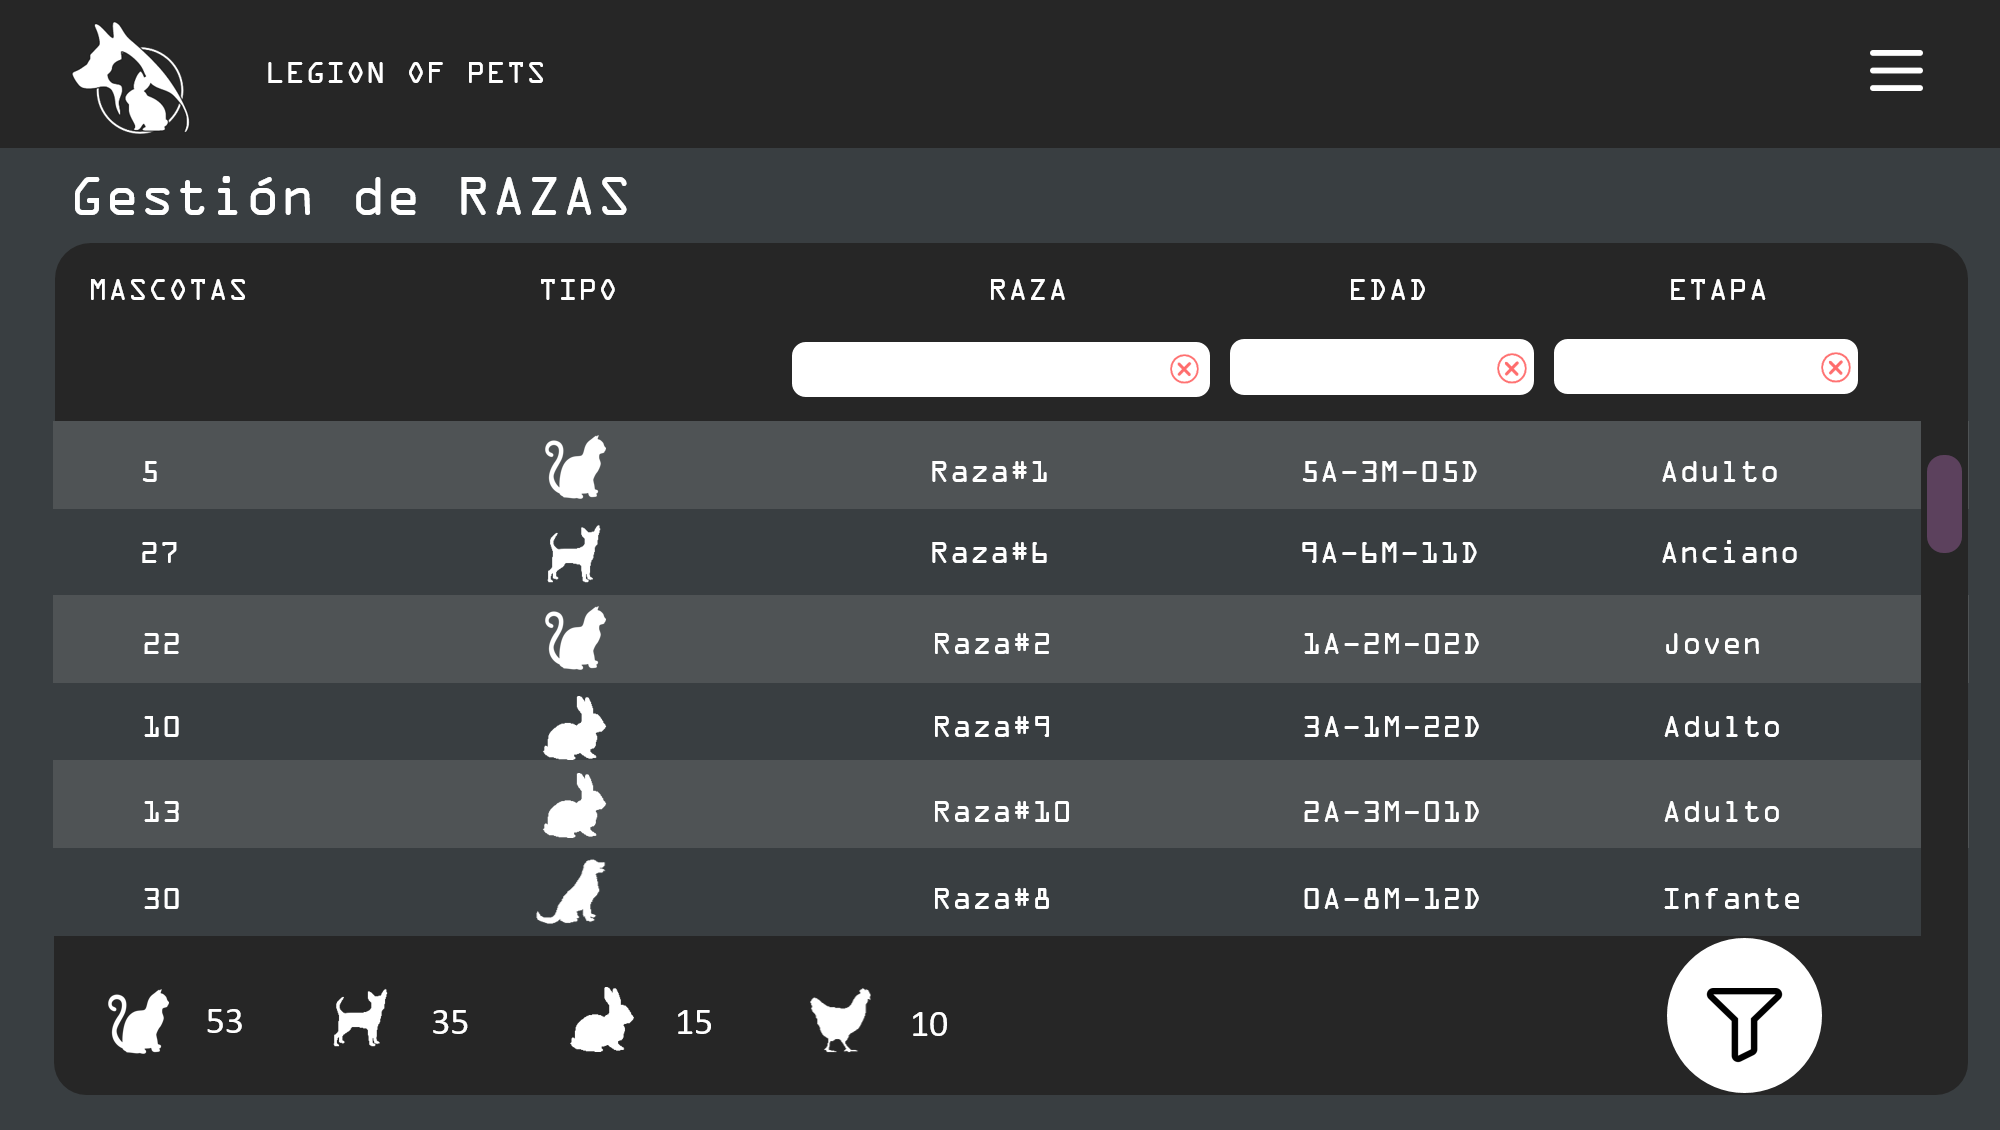 LEGION OF PETS
Gestión de RAZAS
MASCOTAS TIPO RAZA EDAD ETAPA
5 Raza#1 5A-3M-05D Adulto
27 Raza#6 9A-6M-11D Anciano
22 Raza#2 1A-2M-02D Joven
10 Raza#9 3A-1M-22D Adulto
13 Raza#10 2A-3M-01D Adulto
30 Raza#8 0A-8M-12D Infante
53 35 15 10